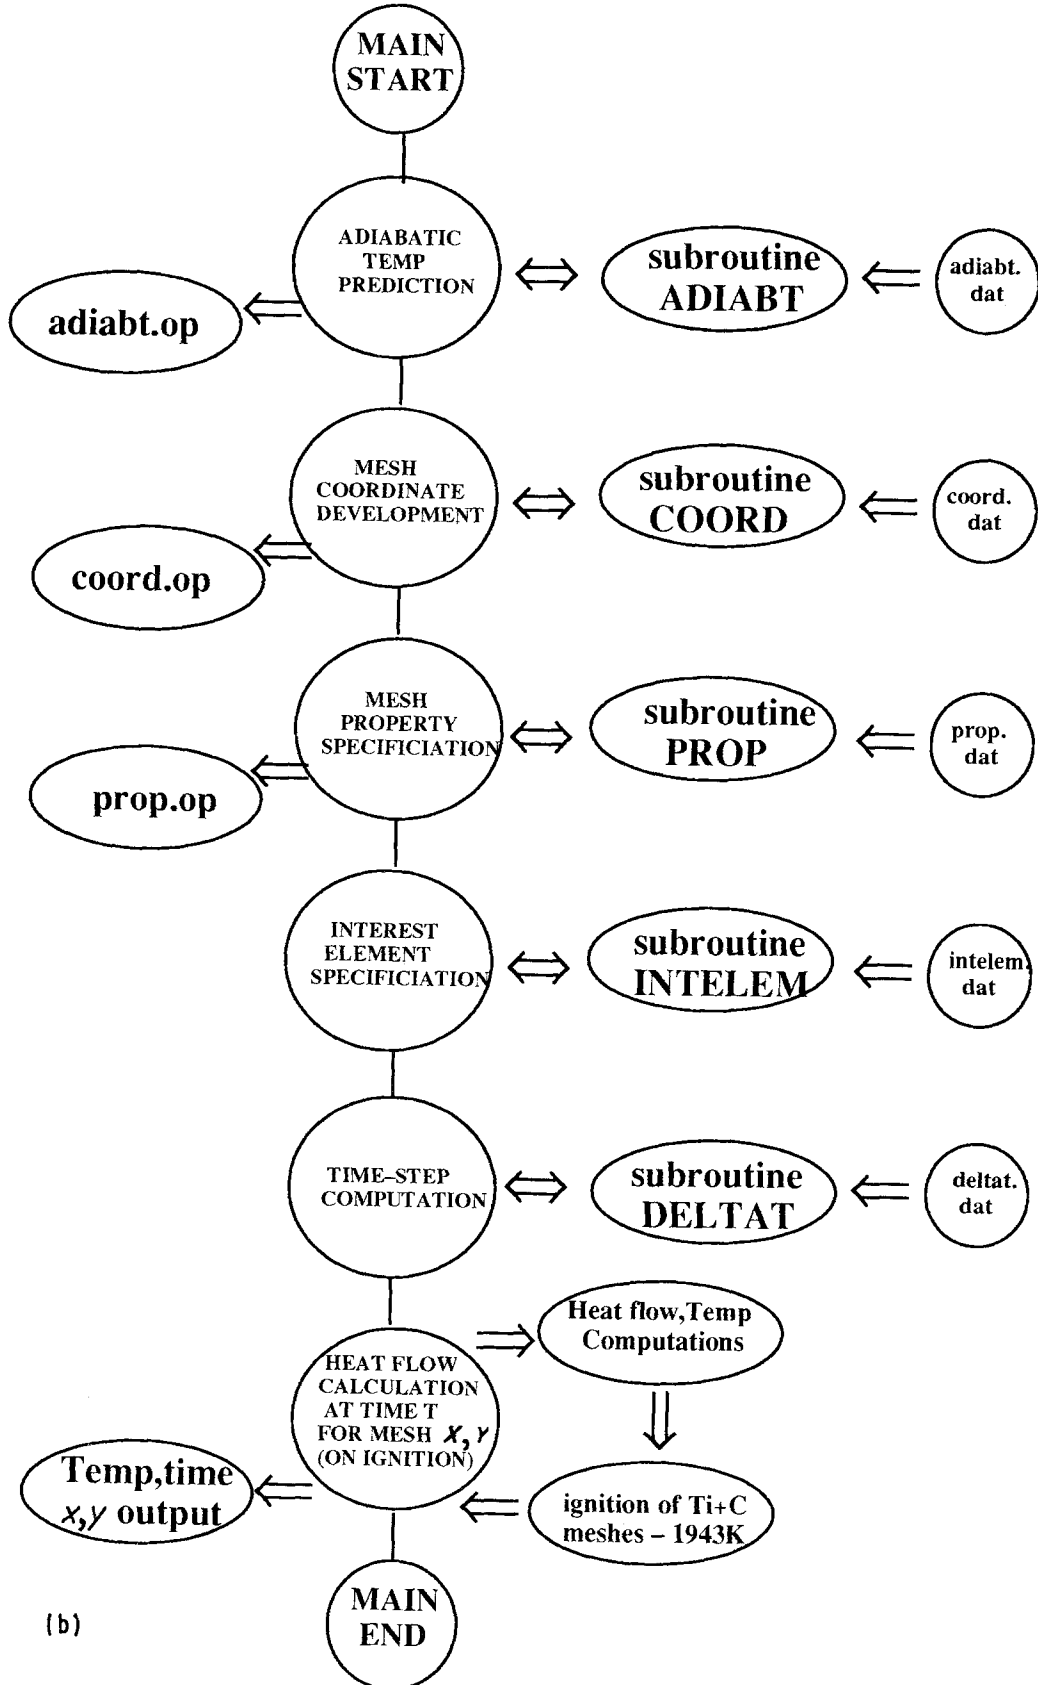 MAIN
START
ADIABATIC
TEMP
PREDICTION
subroutine
ADIABT
adiabt.
dat
adiabt.op
MESH
COORDINATE
DEVELOPMENT
subroutine
COORD
coord.
dat
coord.op
MESH
PROPERTY
SPECIFICIATION
subroutine
PROP
prop.
dat
prop.op
INTEREST
ELEMENT
SPECIFICIATION
subroutine
INTELEM
intelem.
dat
TIME–STEP
COMPUTATION
subroutine
DELTAT
deltat.
dat
HEAT FLOW
CALCULATION
AT TIME T
FOR MESH X, Y
(ON IGNITION)
Heat flow,Temp
Computations
ignition of Ti+C
meshes – 1943K
Temp,time
x,y output
MAIN
END
(b)